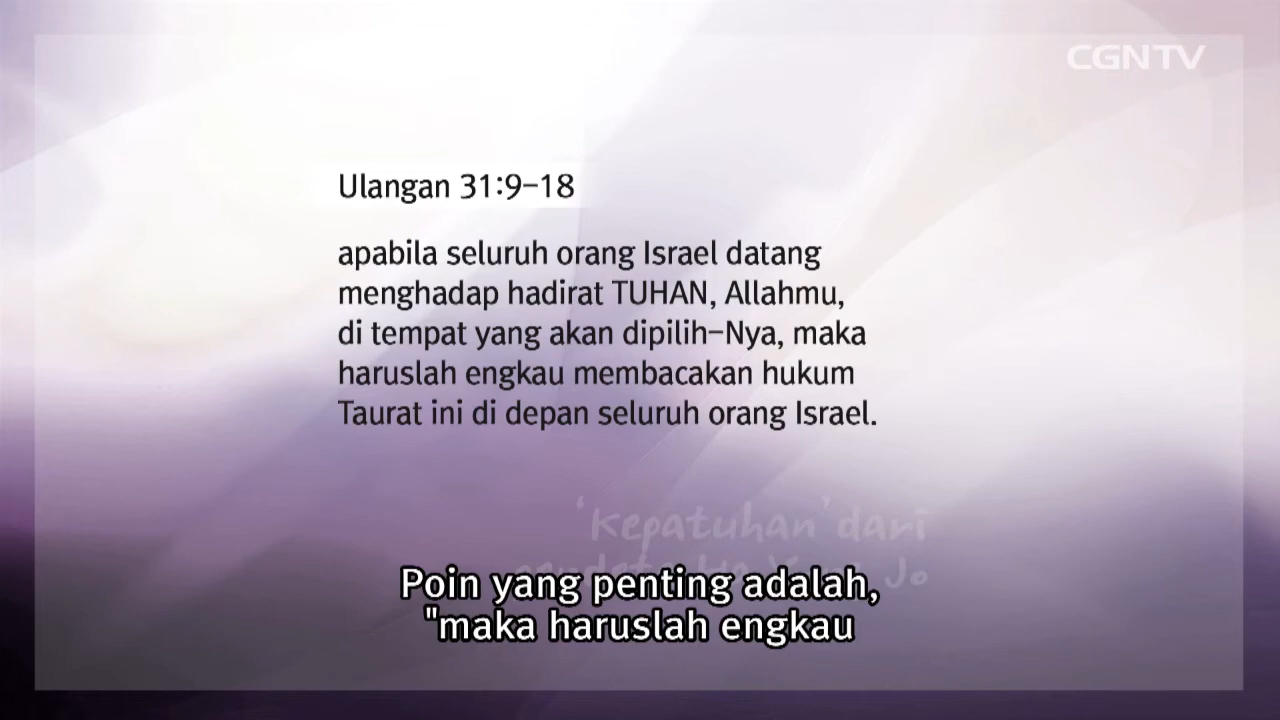 CGNTV
Ulangan 31:9-18
apabila seluruh orang Israel datang
menghadap hadirat TUHAN, Allahmu,
di tempat yang akan dipilih-Nya, maka
haruslah engkau membacakan hukum
Taurat ini di depan seluruh orang Israel.
'Kepatuhan' dari
Jo
Poin yang penting adalah,
"maka haruslah engkau